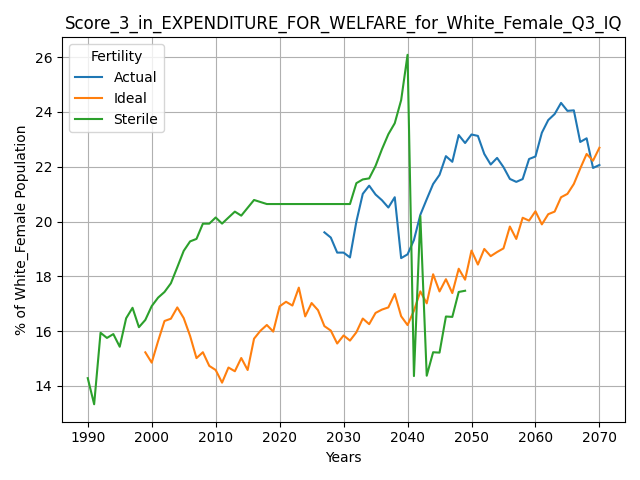 Score_3_in_EXPENDITURE_FOR_WELFARE_for_White_Female_Q3_IQ
Fertility
Actual
Ideal
Sterile
% of White_Female Population
26
24
22
20
18
16
14
1990 2000 2010 2020 2030 2040 2050 2060 2070
Years